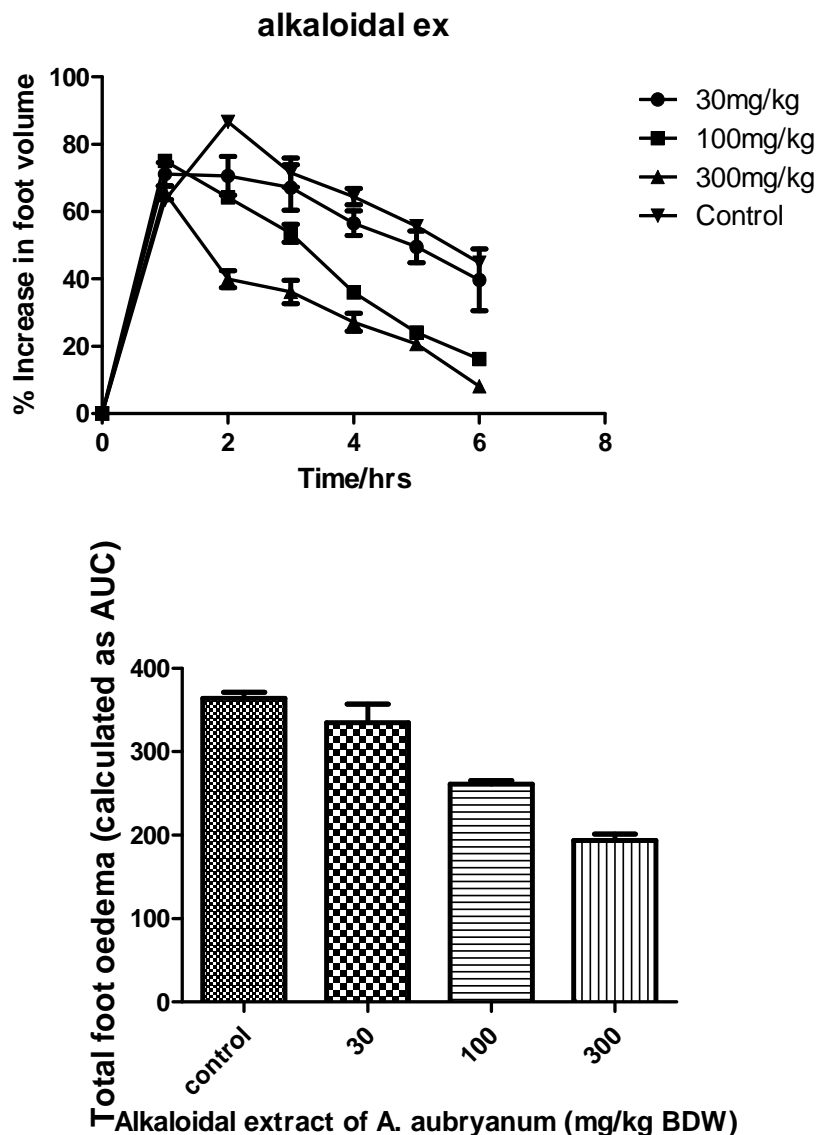 alkaloidal ex
% Increase in foot volume
100
80
60
40
20
0
0 2 4 6 8
Time/hrs
30mg/kg
100mg/kg
300mg/kg
Control
Total foot oedema (calculated as AUC)
400
300
200
100
0
control 30 100 300
Alkaloidal extract of A. aubryanum (mg/kg BDW)